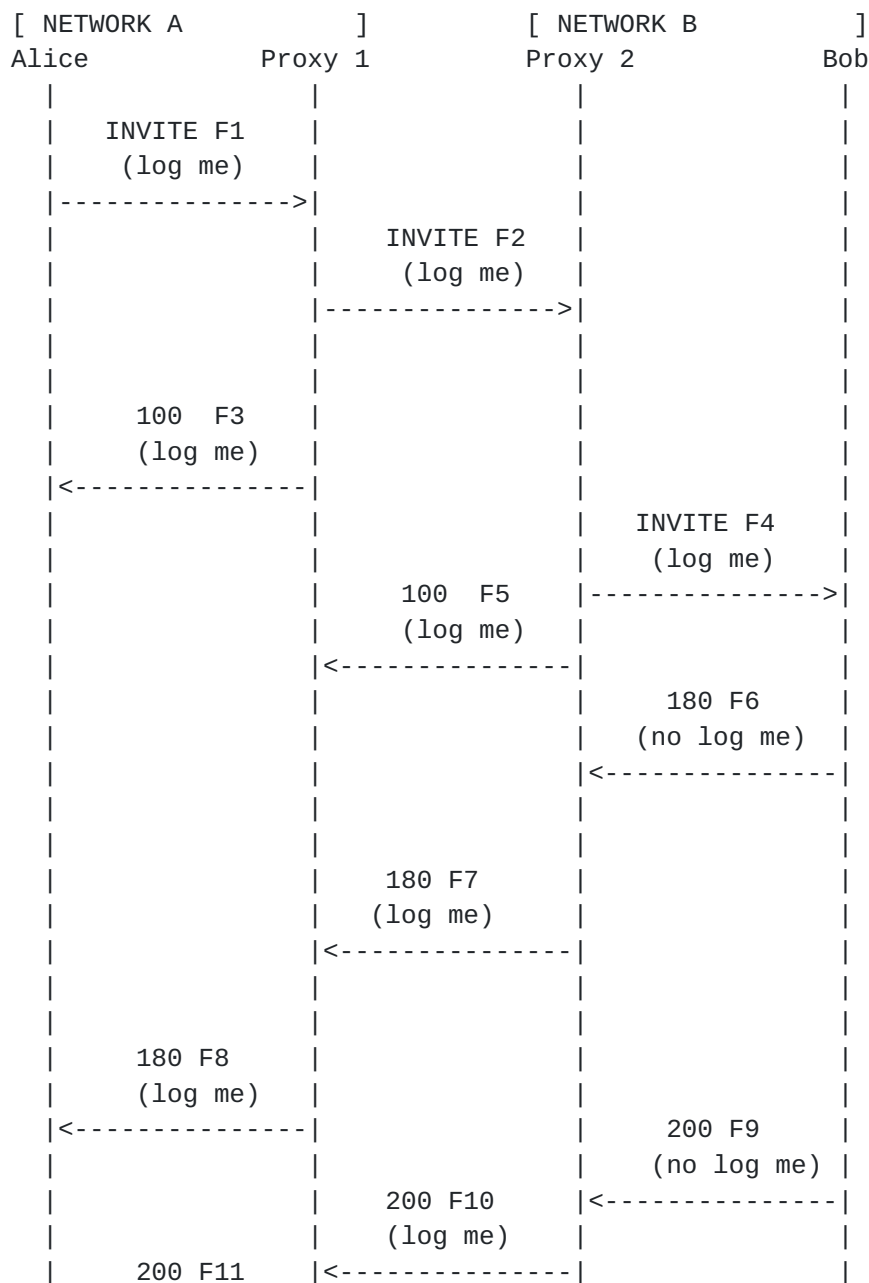 [ NETWORK A ] [ NETWORK B ]
Alice Proxy 1 Proxy 2 Bob
INVITE F1
(log me)
INVITE F2
(log me)
100 F3
(log me)
INVITE F4
(log me)
100 F5
(log me)
180 F6
(no log me)
180 F7
(log me)
180 F8
(log me)
200 F9
(no log me)
200 F10
(log me)
200 F11